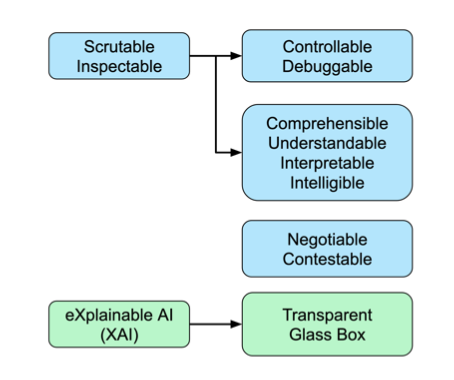 Scrutable
Inspectable
Controllable
Debuggable
Comprehensible
Understandable
Interpretable
Intelligible
Negotiable
Contestable
eXplainable AI
(XAI)
Transparent
Glass Box